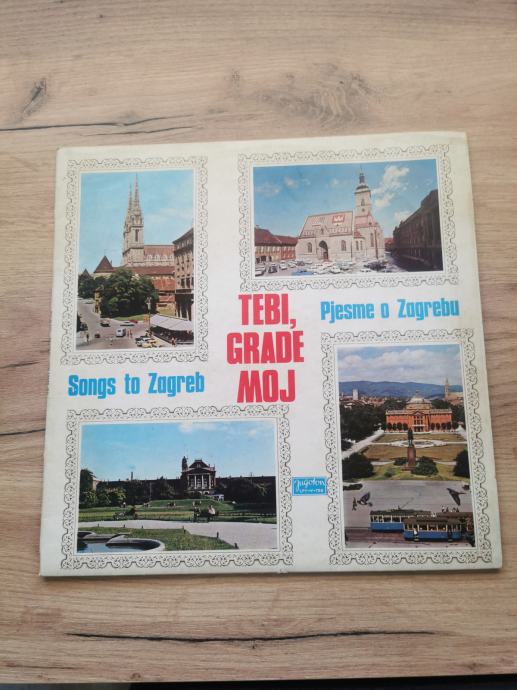 TEBI,
GRADE
MOJ
Pjesme o Zagrebu
Songs to Zagreb
Jugoton